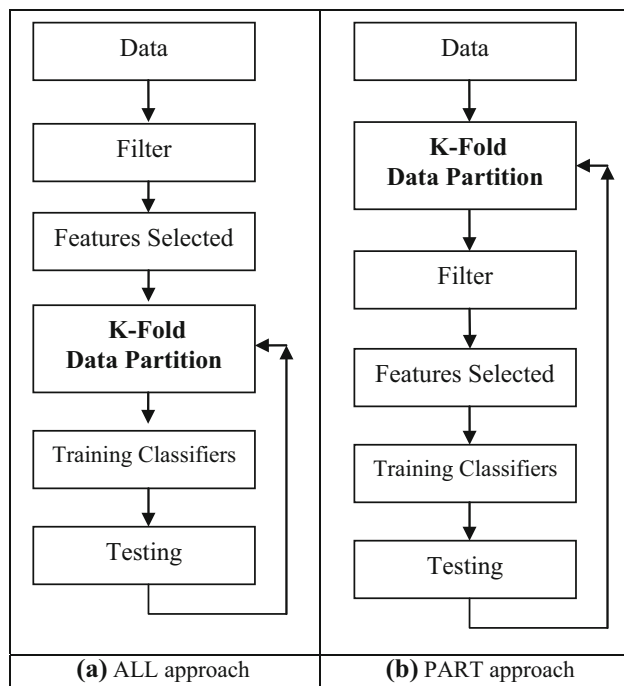 Data
Filter
Features Selected
K-Fold
Data Partition
Training Classifiers
Testing
(a) ALL approach
Data
K-Fold
Data Partition
Filter
Features Selected
Training Classifiers
Testing
(b) PART approach